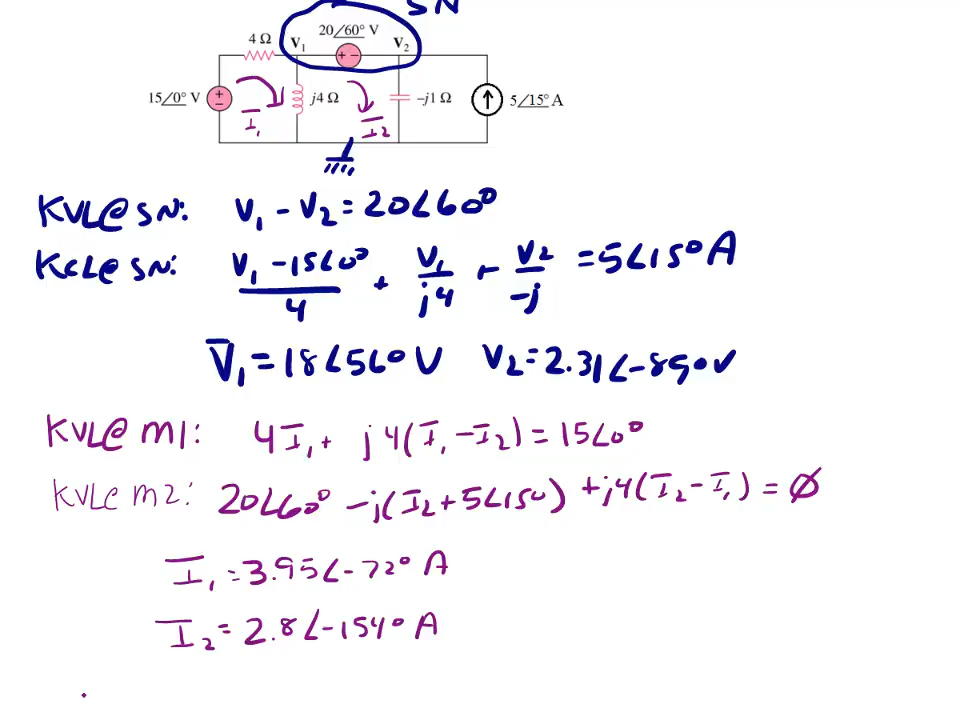 SN
20/60° V
4 Ω V₁ + − V₂
15/0° V + − I₁ j4 Ω I₂ −j1 Ω 5/15° A
KVL@ SN: V₁ - V₂ = 20∠60°
KCL@ SN: (V₁ - 15∠0°)/4 + V₁/j4 + V₂/-j = 5∠15° A
V̅₁ = 18∠56° V V₂ = 2.31∠-89° V
KVL@ M1: 4I₁ + j4(I₁ - I₂) = 15∠0°
KVL@ M2: 20∠60° - j(I₂ + 5∠15°) + j4(I₂ - I₁) = Ø
I₁ = 3.95∠-72° A
I₂ = 2.8∠-154° A